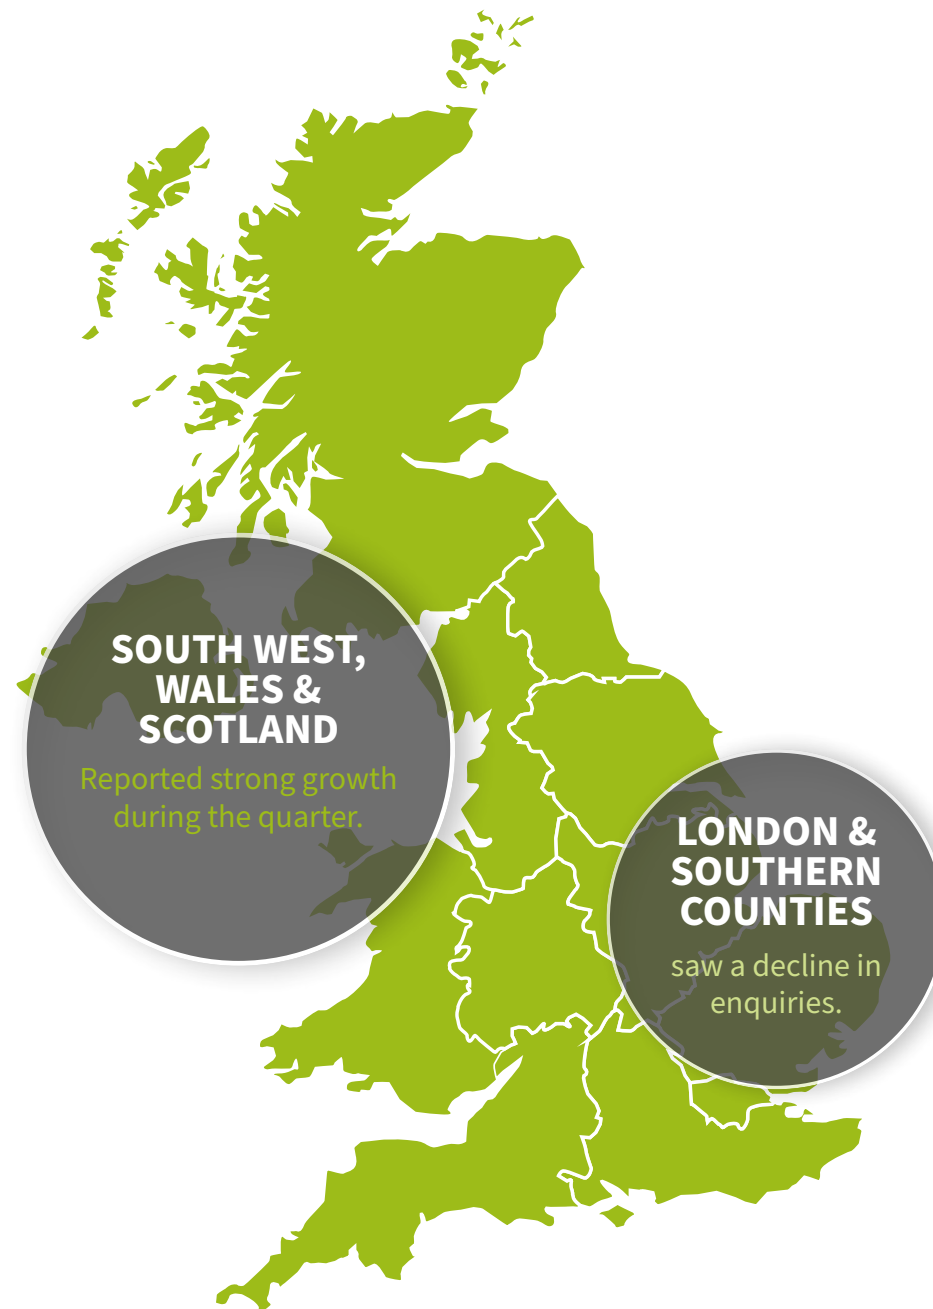 SOUTH WEST,
WALES &
SCOTLAND
Reported strong growth
during the quarter.
LONDON &
SOUTHERN
COUNTIES
saw a decline in
enquiries.